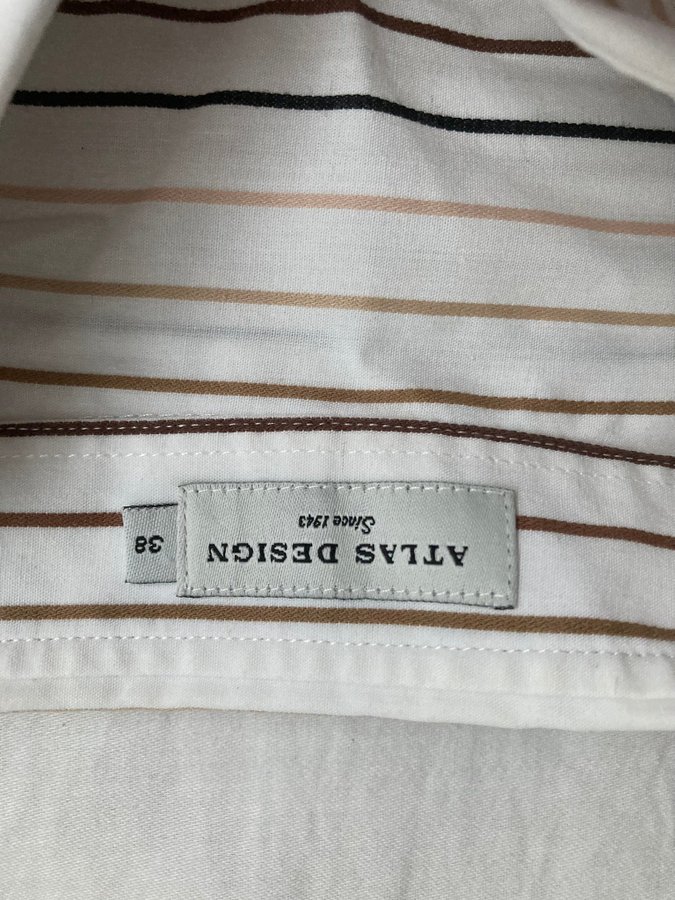 ATLAS DESIGN
Since 1943
38